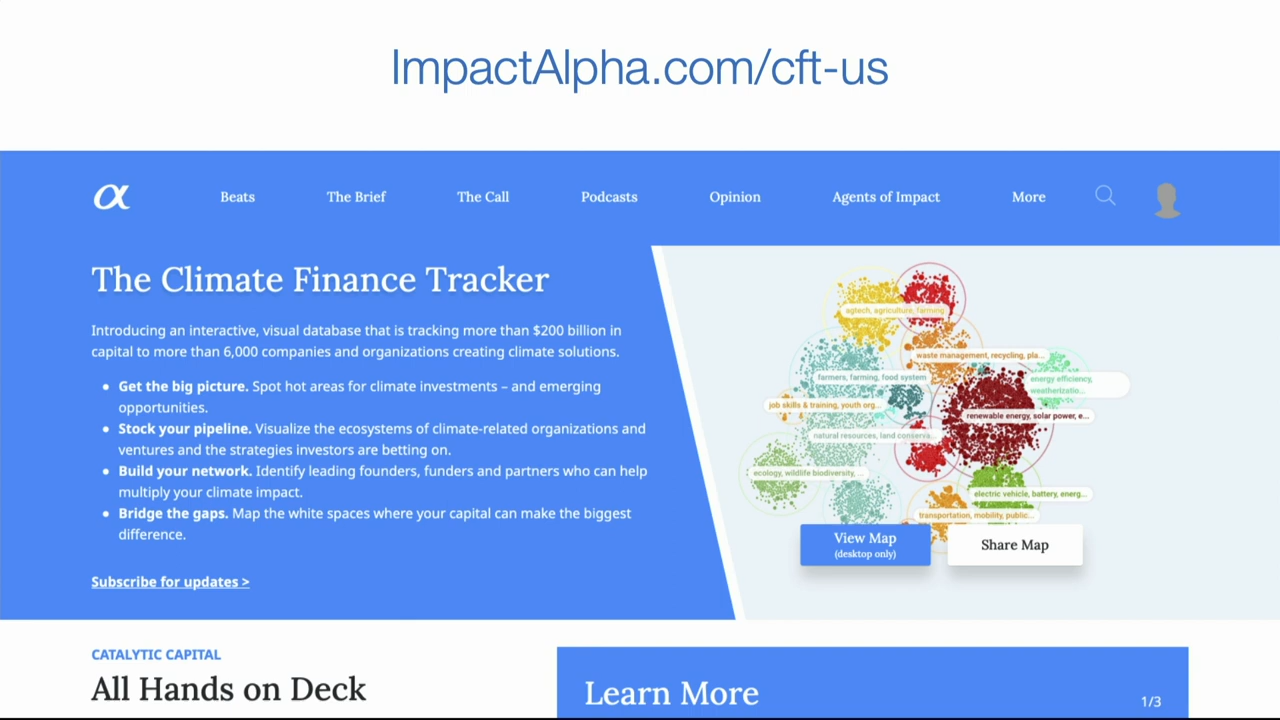 ImpactAlpha.com/cft-us
α
Beats
The Brief
The Call
Podcasts
Opinion
Agents of Impact
More
The Climate Finance Tracker
Introducing an interactive, visual database that is tracking more than $200 billion in
capital to more than 6,000 companies and organizations creating climate solutions.
• Get the big picture. Spot hot areas for climate investments – and emerging
opportunities.
• Stock your pipeline. Visualize the ecosystems of climate-related organizations and
ventures and the strategies investors are betting on.
• Build your network. Identify leading founders, funders and partners who can help
multiply your climate impact.
• Bridge the gaps. Map the white spaces where your capital can make the biggest
difference.
Subscribe for updates >
agtech, agriculture, farming
waste management, recycling, pla...
farmers, farming, food system
energy efficiency,
weatherizatio...
job skills & training, youth org...
renewable energy, solar power, e...
natural resources, land conserva...
ecology, wildlife biodiversity, ...
electric vehicle, battery, energ...
transportation, mobility, public...
View Map
(desktop only)
Share Map
CATALYTIC CAPITAL
All Hands on Deck
Learn More
1/3